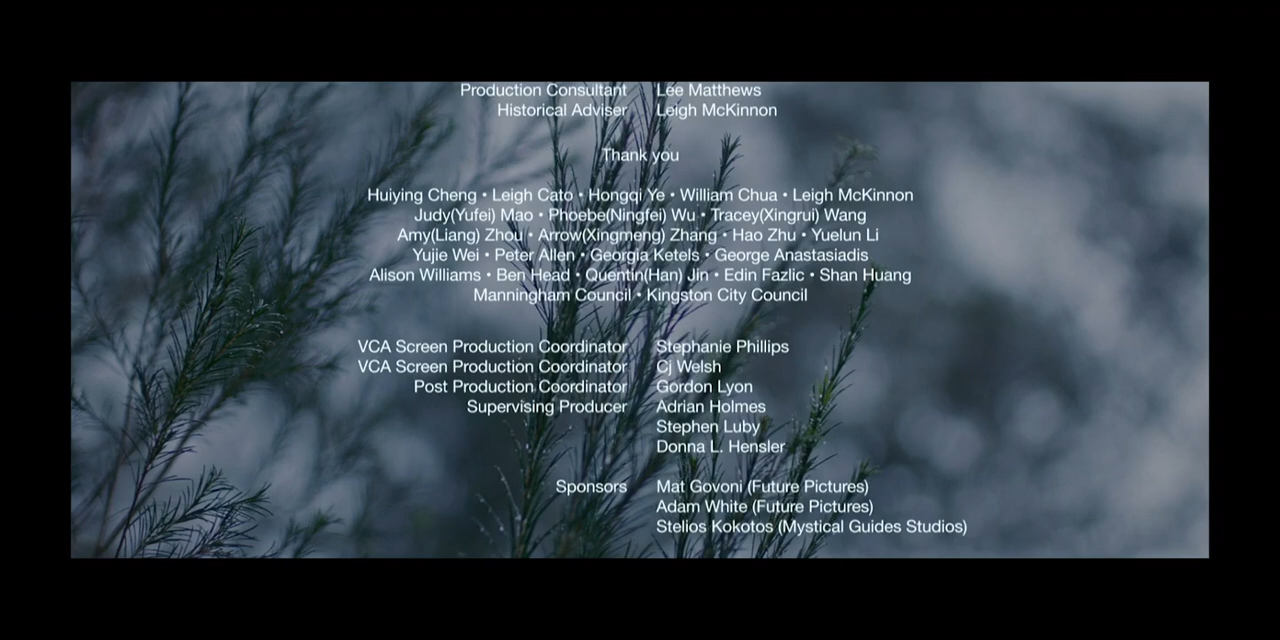 Production Consultant Lee Matthews
Historical Adviser Leigh McKinnon
Thank you
Huiying Cheng • Leigh Cato • Hongqi Ye • William Chua • Leigh McKinnon
Judy(Yufei) Mao • Phoebe(Ningfei) Wu • Tracey(Xingrui) Wang
Amy(Liang) Zhou • Arrow(Xingmeng) Zhang • Hao Zhu • Yuelun Li
Yujie Wei • Peter Allen • Georgia Ketels • George Anastasiadis
Alison Williams • Ben Head • Quentin(Han) Jin • Edin Fazlic • Shan Huang
Manningham Council • Kingston City Council
VCA Screen Production Coordinator Stephanie Phillips
VCA Screen Production Coordinator Cj Welsh
Post Production Coordinator Gordon Lyon
Supervising Producer Adrian Holmes
Stephen Luby
Donna L. Hensler
Sponsors Mat Govoni (Future Pictures)
Adam White (Future Pictures)
Stelios Kokotos (Mystical Guides Studios)